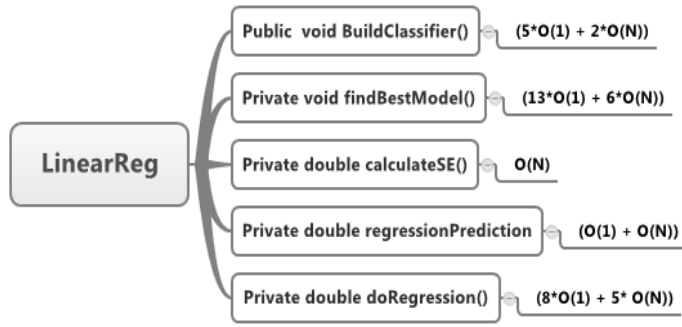 LinearReg
Public void BuildClassifier()
(5*O(1) + 2*O(N))
Private void findBestModel()
(13*O(1) + 6*O(N))
Private double calculateSE()
O(N)
Private double regressionPrediction
(O(1) + O(N))
Private double doRegression()
(8*O(1) + 5* O(N))